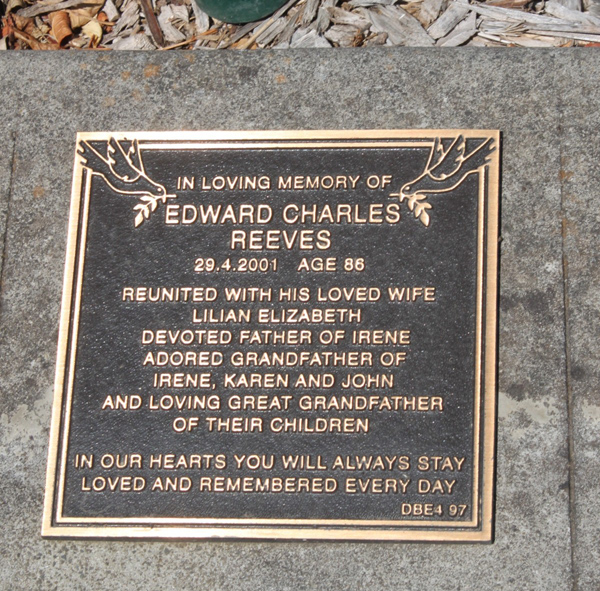 IN LOVING MEMORY OF
EDWARD CHARLES
REEVES
29.4.2001 AGE 86
REUNITED WITH HIS LOVED WIFE
LILIAN ELIZABETH
DEVOTED FATHER OF IRENE
ADORED GRANDFATHER OF
IRENE, KAREN AND JOHN
AND LOVING GREAT GRANDFATHER
OF THEIR CHILDREN
IN OUR HEARTS YOU WILL ALWAYS STAY
LOVED AND REMEMBERED EVERY DAY
DBE4 97